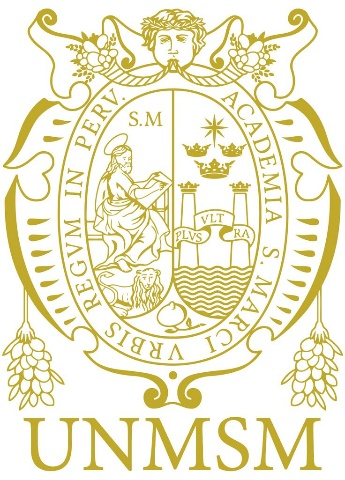 ACADEMIA S. MARCI VRBIS REGVM IN PERV.
S.M
PLVS VLT RA
UNMSM